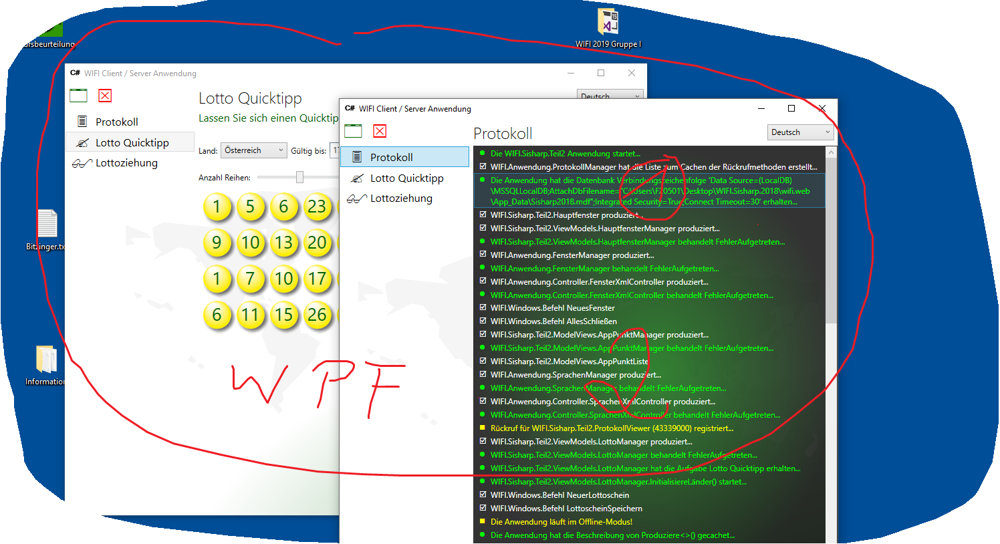 ursbeurteilung
WIFI 2019 Gruppe I
Information
C# WIFI Client / Server Anwendung
Lotto Quicktipp
Deutsch
Lassen Sie sich einen Quicktip
Protokoll
Lotto Quicktipp
Lottoziehung
Land: Österreich Gültig bis: 17
Anzahl Reihen:
1 5 6 23
9 10 13 20
1 7 10 17
6 11 15 26
WPF
C# WIFI Client / Server Anwendung
Protokoll
Deutsch
Protokoll
Lotto Quicktipp
Lottoziehung
Die WIFI.Sisharp.Teil2 Anwendung startet...
WIFI.Anwendung.ProtokollManager hat die Liste zum Cachen der Rückrufmethoden erstellt...
Die Anwendung hat die Datenbank Verbindungszeichenfolge 'Data Source=(LocalDB)
\MSSQLLocalDB;AttachDbFilename="C:\Users\F20501\Desktop\WIFI.Sisharp.2018\wifi.web
\App_Data\Sisharp2018.mdf";Integrated Security=True;Connect Timeout=30' erhalten...
WIFI.Sisharp.Teil2.Hauptfenster produziert...
WIFI.Sisharp.Teil2.ViewModels.HauptfensterManager produziert...
WIFI.Sisharp.Teil2.ViewModels.HauptfensterManager behandelt FehlerAufgetreten...
WIFI.Anwendung.FensterManager produziert...
WIFI.Anwendung.FensterManager behandelt FehlerAufgetreten...
WIFI.Anwendung.Controller.FensterXmlController produziert...
WIFI.Anwendung.Controller.FensterXmlController behandelt FehlerAufgetreten...
WIFI.Windows.Befehl NeuesFenster
WIFI.Windows.Befehl AllesSchließen
WIFI.Sisharp.Teil2.ModelViews.AppPunktManager produziert...
WIFI.Sisharp.Teil2.ModelViews.AppPunktManager behandelt FehlerAufgetreten...
WIFI.Sisharp.Teil2.ModelViews.AppPunktListe
WIFI.Anwendung.SprachenManager produziert...
WIFI.Anwendung.SprachenManager behandelt FehlerAufgetreten...
WIFI.Anwendung.Controller.SprachenXmlController produziert...
WIFI.Anwendung.Controller.SprachenXmlController behandelt FehlerAufgetreten...
Rückruf für WIFI.Sisharp.Teil2.ProtokollViewer (43339000) registriert...
WIFI.Sisharp.Teil2.ViewModels.LottoManager produziert...
WIFI.Sisharp.Teil2.ViewModels.LottoManager behandelt FehlerAufgetreten...
WIFI.Sisharp.Teil2.ViewModels.LottoManager hat die Aufgabe Lotto Quicktipp erhalten...
WIFI.Sisharp.Teil2.ViewModels.LottoManager.InitialisiereLänder() startet...
WIFI.Windows.Befehl NeuerLottoschein
WIFI.Windows.Befehl LottoscheinSpeichern
Die Anwendung läuft im Offline-Modus!
Die Anwendung hat die Beschreibung von Produziere<>() gecachet...